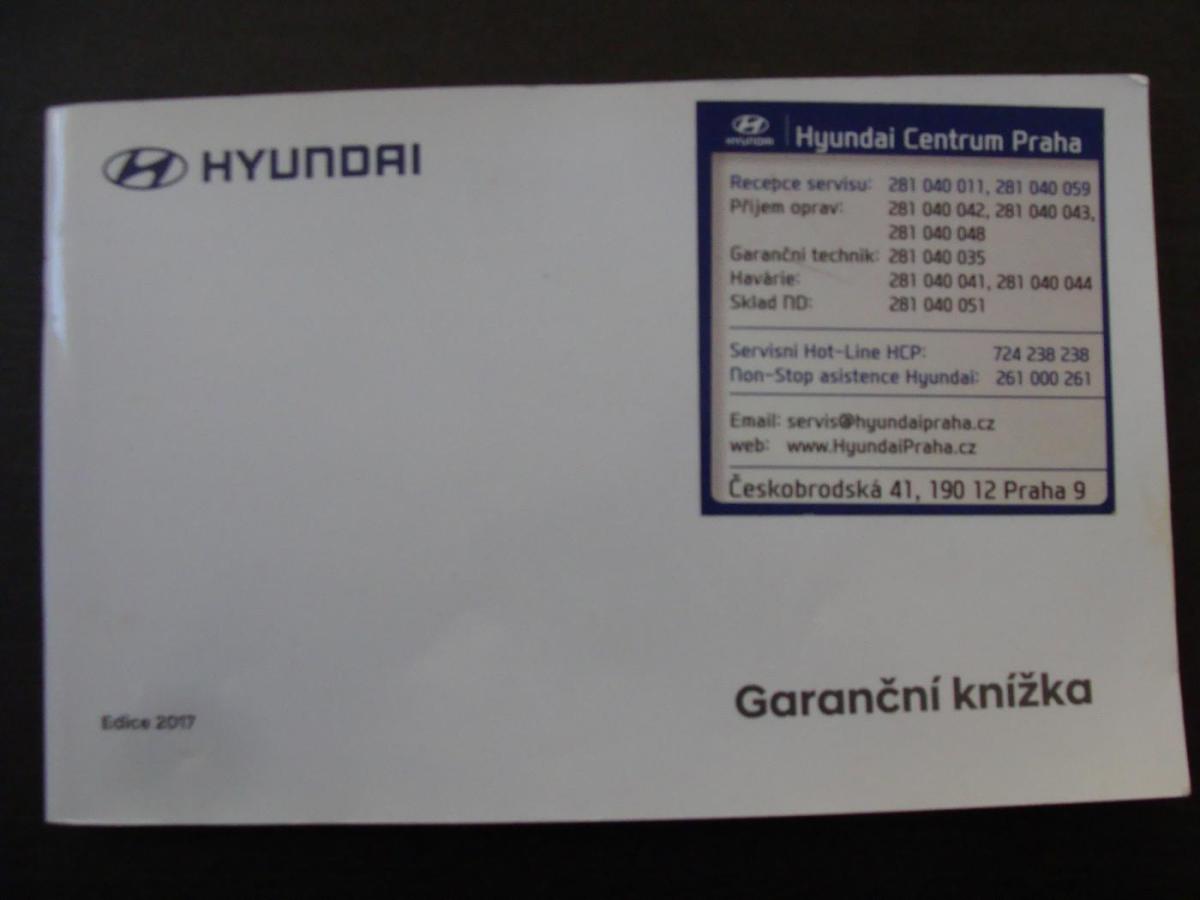 HYUNDAI
HYUNDAI Hyundai Centrum Praha
Recepce servisu: 281 040 011, 281 040 059
Příjem oprav: 281 040 042, 281 040 043,
281 040 048
Garanční technik: 281 040 035
Havárie: 281 040 041, 281 040 044
Sklad ND: 281 040 051
Servisní Hot-Line HCP: 724 238 238
Non-Stop asistence Hyundai: 261 000 261
Email: servis@hyundaipraha.cz
web: www.HyundaiPraha.cz
Českobrodská 41, 190 12 Praha 9
Garanční knížka
Edice 2017